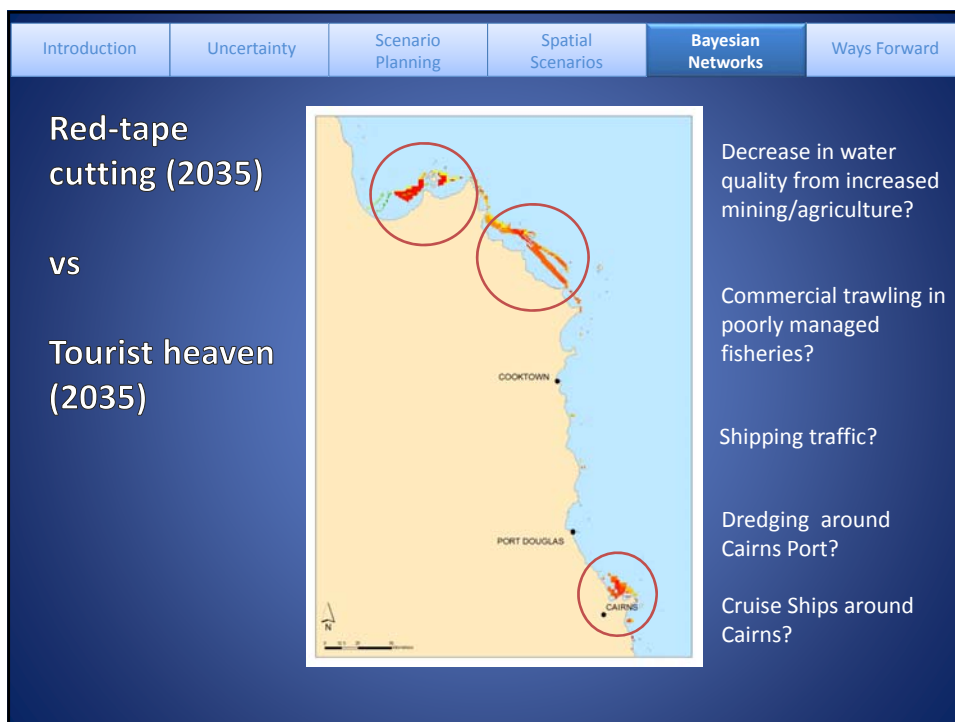 Introduction
Uncertainty
Scenario
Planning
Spatial
Scenarios
Bayesian
Networks
Ways Forward
Red-tape
cutting (2035)
vs
Tourist heaven
(2035)
COOKTOWN
PORT DOUGLAS
CAIRNS
N
Decrease in water
quality from increased
mining/agriculture?
Commercial trawling in
poorly managed
fisheries?
Shipping traffic?
Dredging around
Cairns Port?
Cruise Ships around
Cairns?